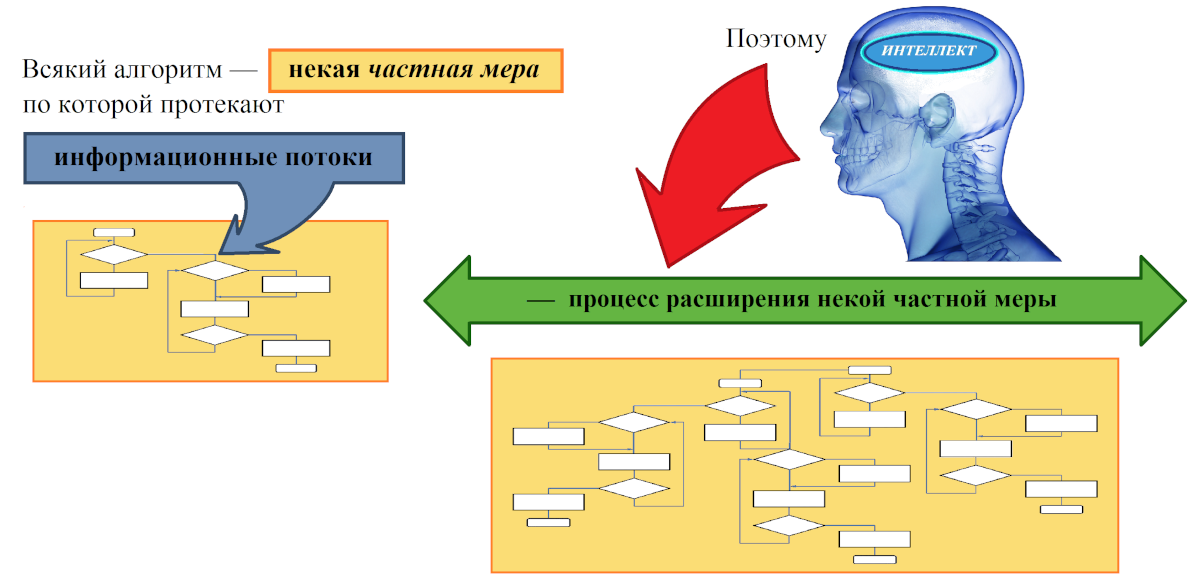 Всякий алгоритм — некая частная мера
по которой протекают
информационные потоки
Поэтому
ИНТЕЛЛЕКТ
— процесс расширения некой частной меры